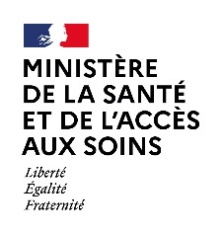 MINISTÈRE
DE LA SANTÉ
ET DE L'ACCÈS
AUX SOINS
Liberté
Égalité
Fraternité